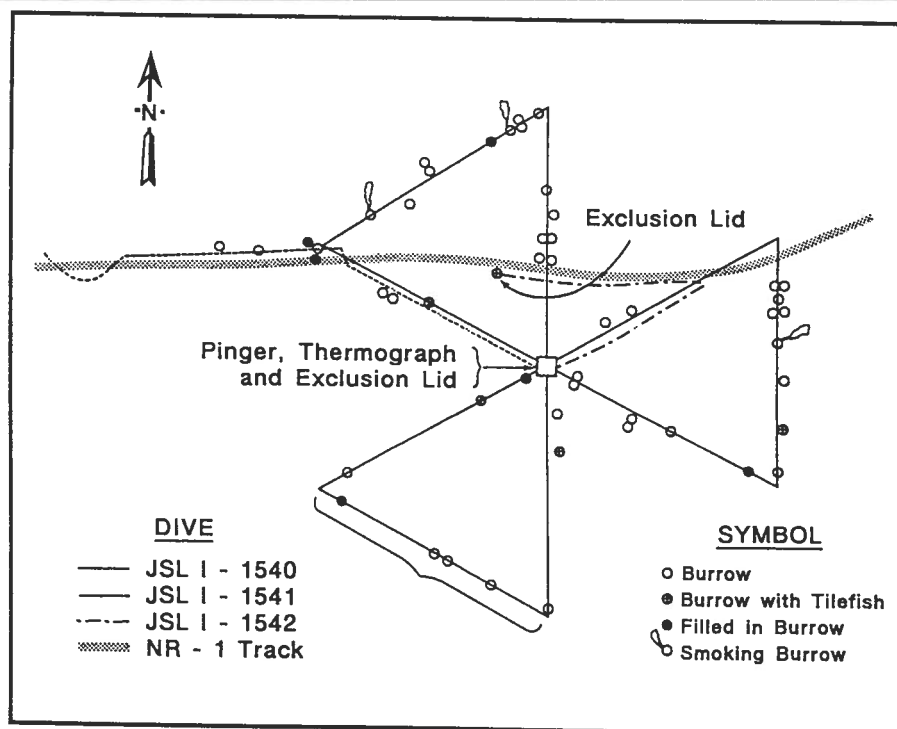 -N-
Exclusion Lid
Pinger, Thermograph
and Exclusion Lid
DIVE
JSL I - 1540
JSL I - 1541
JSL I - 1542
NR - 1 Track
SYMBOL
Burrow
Burrow with Tilefish
Filled in Burrow
Smoking Burrow